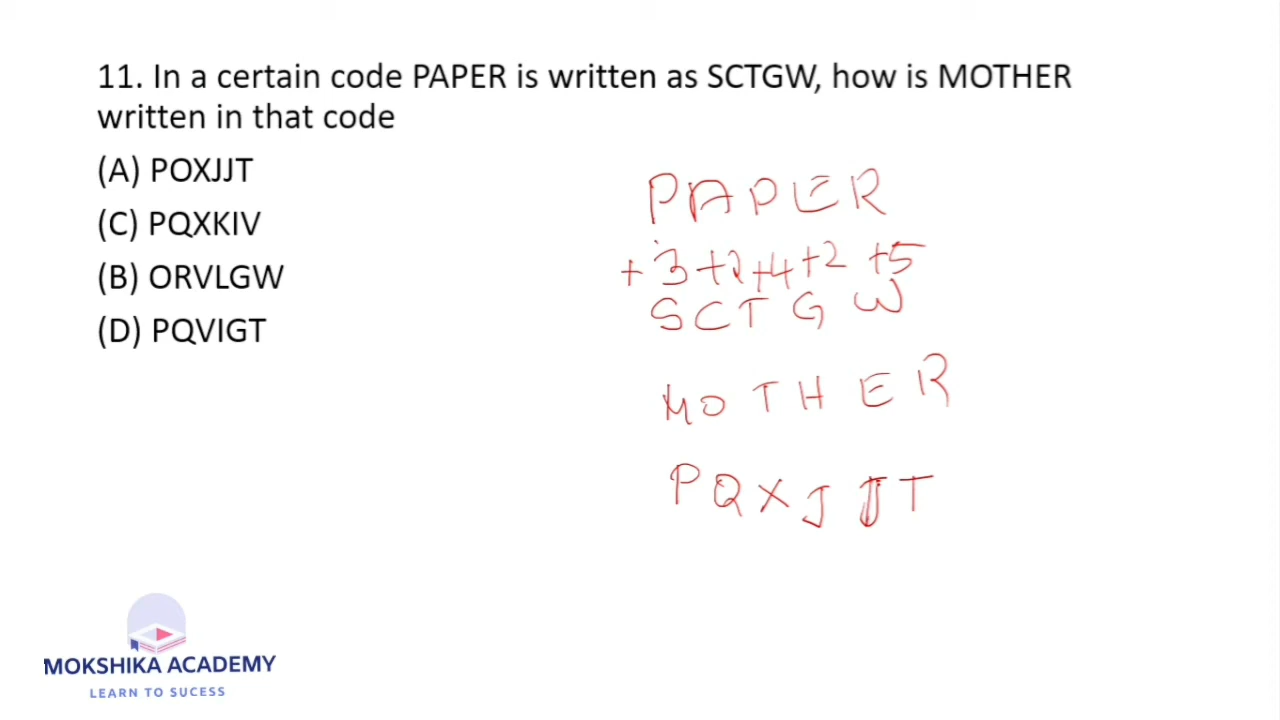 11. In a certain code PAPER is written as SCTGW, how is MOTHER
written in that code
(A) POXJJT
(C) PQXKIV
(B) ORVLGW
(D) PQVIGT
PAPER
+3 +2 +4 +2 +5
SCTGW
MOTHER
PQXJJT
MOKSHIKA ACADEMY
LEARN TO SUCESS